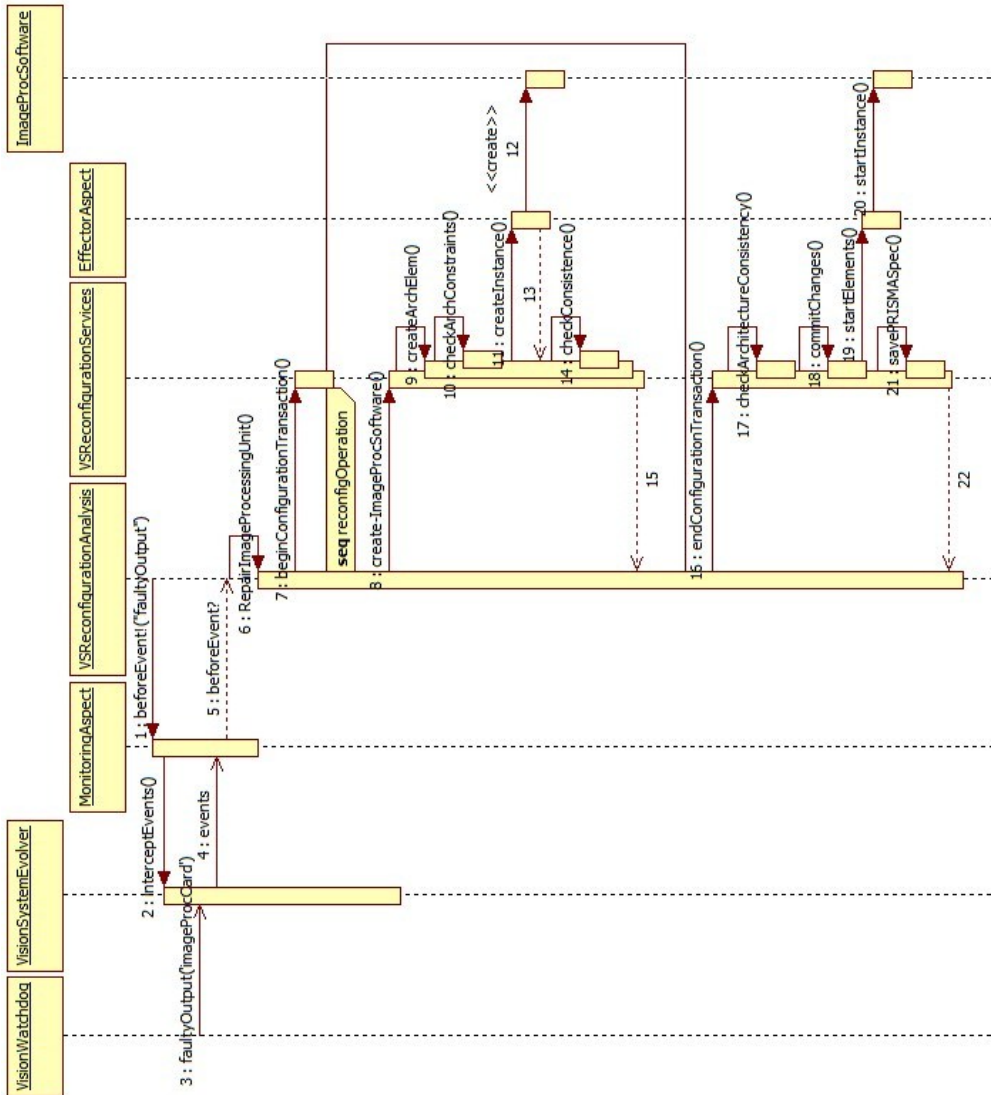 VisionWatchdog
VisionSystemEvolver
MonitoringAspect
VSReconfigurationAnalysis
VSReconfigurationServices
EffectorAspect
ImageProcSoftware
1 : beforeEvent!("faultyOutput")
2 : InterceptEvents()
3 : faultyOutput('imageProcCard')
4 : events
5 : beforeEvent?
6 : RepairImageProcessingUnit()
7 : beginConfigurationTransaction()
seq reconfigOperation
8 : create-ImageProcSoftware()
9 : createArchElem()
10 : checkArchConstraints()
11 : createInstance()
<<create>>
12
13
14 : checkConsistence()
15
16 : endConfigurationTransaction()
17 : checkArchitectureConsistency()
18 : commitChanges()
19 : startElements()
20 : startInstance()
21 : savePRISMASpec()
22